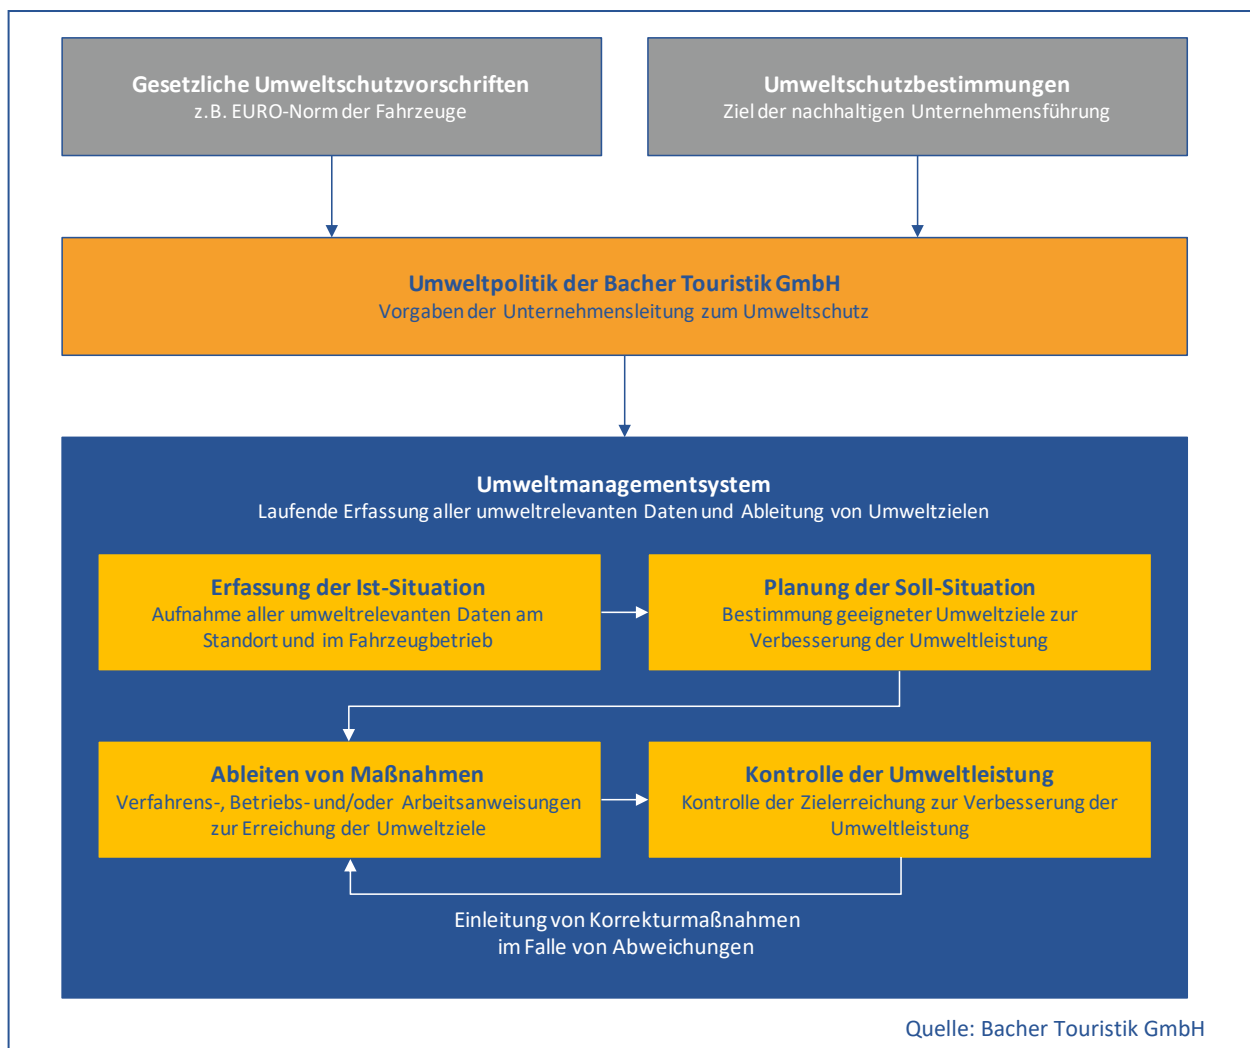 Gesetzliche Umweltschutzvorschriften
z.B. EURO-Norm der Fahrzeuge
Umweltschutzbestimmungen
Ziel der nachhaltigen Unternehmensführung
Umweltpolitik der Bacher Touristik GmbH
Vorgaben der Unternehmensleitung zum Umweltschutz
Umweltmanagementsystem
Laufende Erfassung aller umweltrelevanten Daten und Ableitung von Umweltzielen
Erfassung der Ist-Situation
Aufnahme aller umweltrelevanten Daten am
Standort und im Fahrzeugbetrieb
Planung der Soll-Situation
Bestimmung geeigneter Umweltziele zur
Verbesserung der Umweltleistung
Ableiten von Maßnahmen
Verfahrens-, Betriebs- und/oder Arbeitsanweisungen
zur Erreichung der Umweltziele
Kontrolle der Umweltleistung
Kontrolle der Zielerreichung zur Verbesserung der
Umweltleistung
Einleitung von Korrekturmaßnahmen
im Falle von Abweichungen
Quelle: Bacher Touristik GmbH